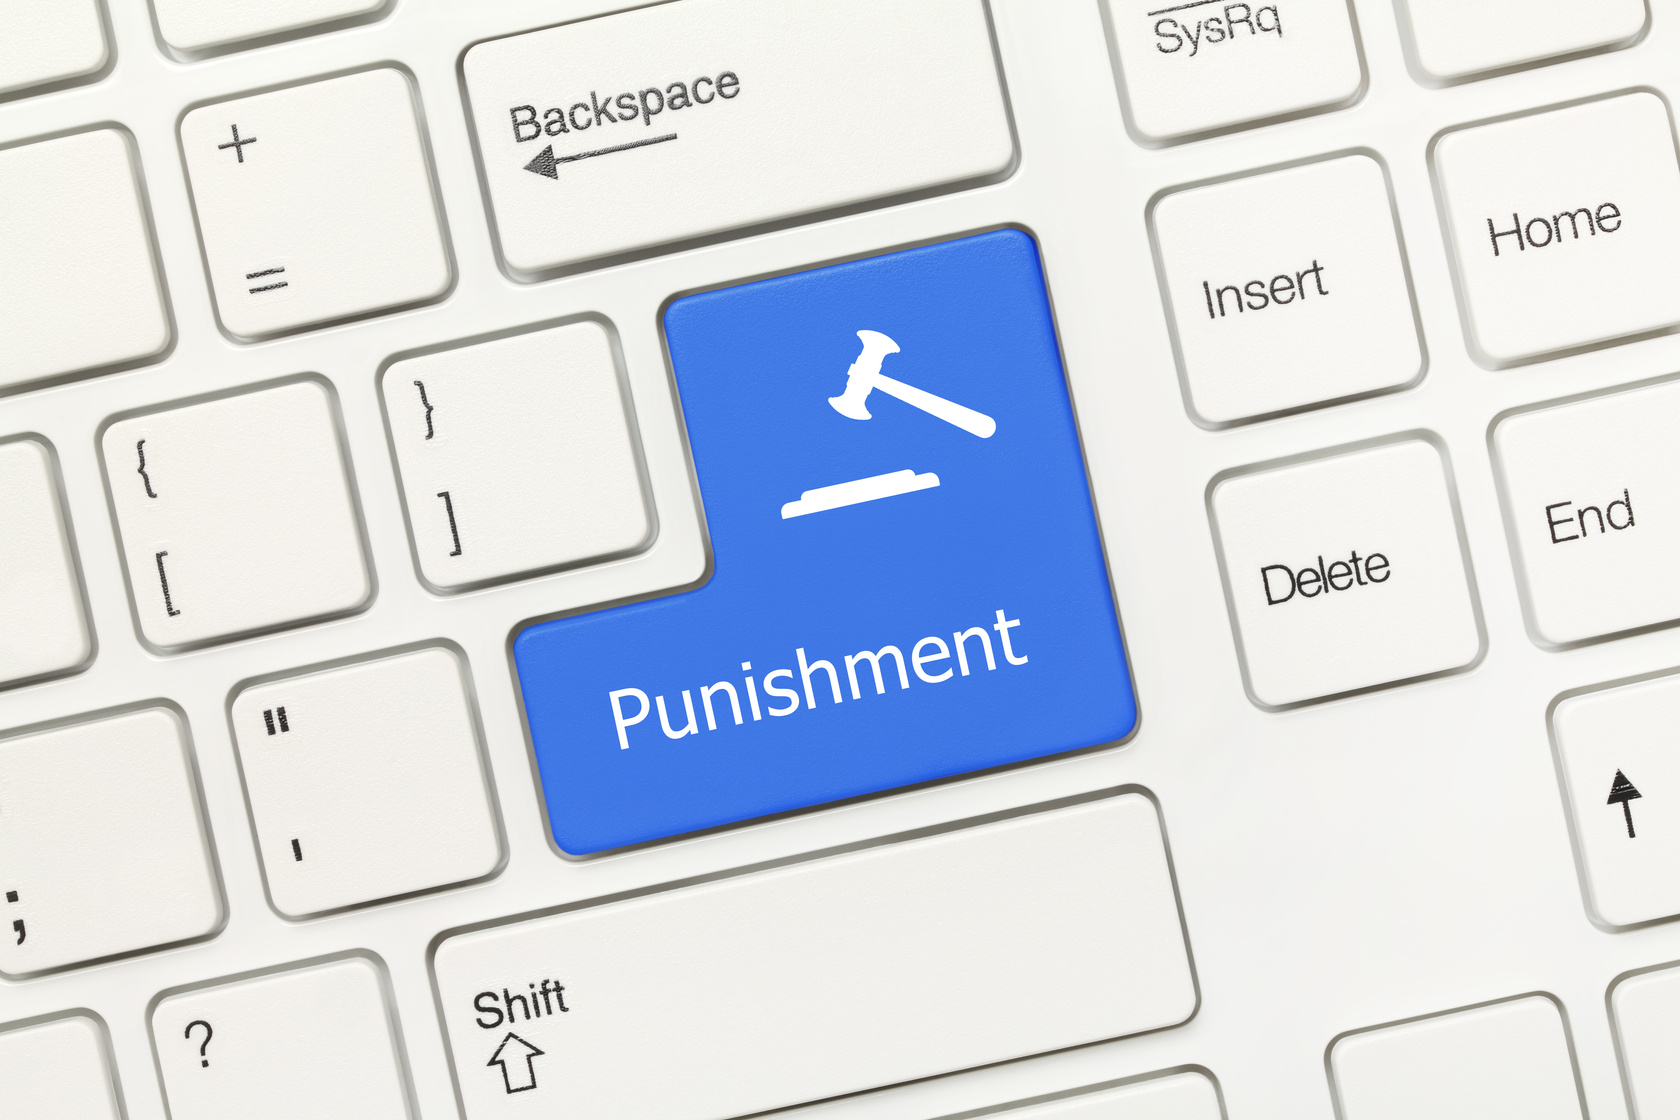 SysRq
Backspace
+
=
Home
Insert
}
]
{
[
End
Delete
Punishment
"
'
;
Shift
?